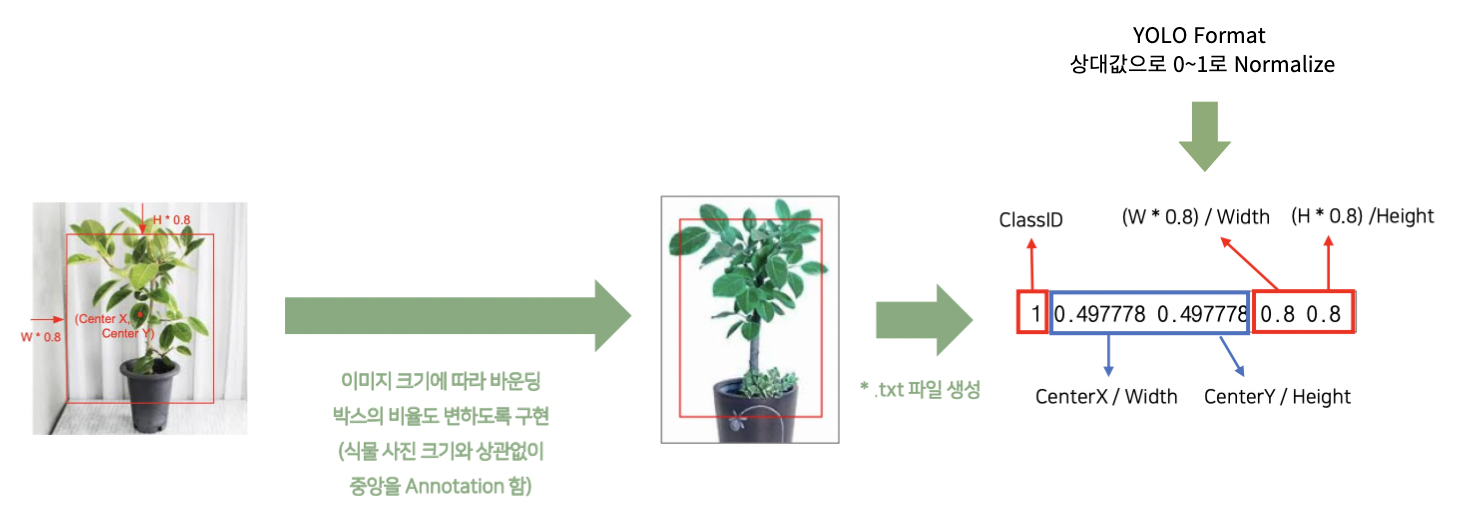 YOLO Format
상대값으로 0~1로 Normalize
H * 0.8
(Center X,
Center Y)
W * 0.8
이미지 크기에 따라 바운딩
박스의 비율도 변하도록 구현
(식물 사진 크기와 상관없이
중앙을 Annotation 함)
* .txt 파일 생성
ClassID
(W * 0.8) / Width
(H * 0.8) /Height
1 0.497778 0.497778 0.8 0.8
CenterX / Width
CenterY / Height